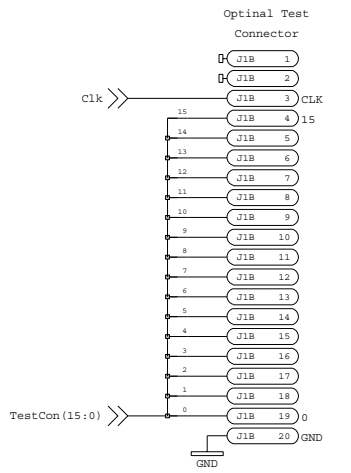 Optinal Test
Connector
J1B 1
J1B 2
Clk J1B 3 CLK
15 J1B 4 15
14 J1B 5
13 J1B 6
12 J1B 7
11 J1B 8
10 J1B 9
9 J1B 10
8 J1B 11
7 J1B 12
6 J1B 13
5 J1B 14
4 J1B 15
3 J1B 16
2 J1B 17
1 J1B 18
TestCon(15:0) 0 J1B 19 0
J1B 20 GND
GND